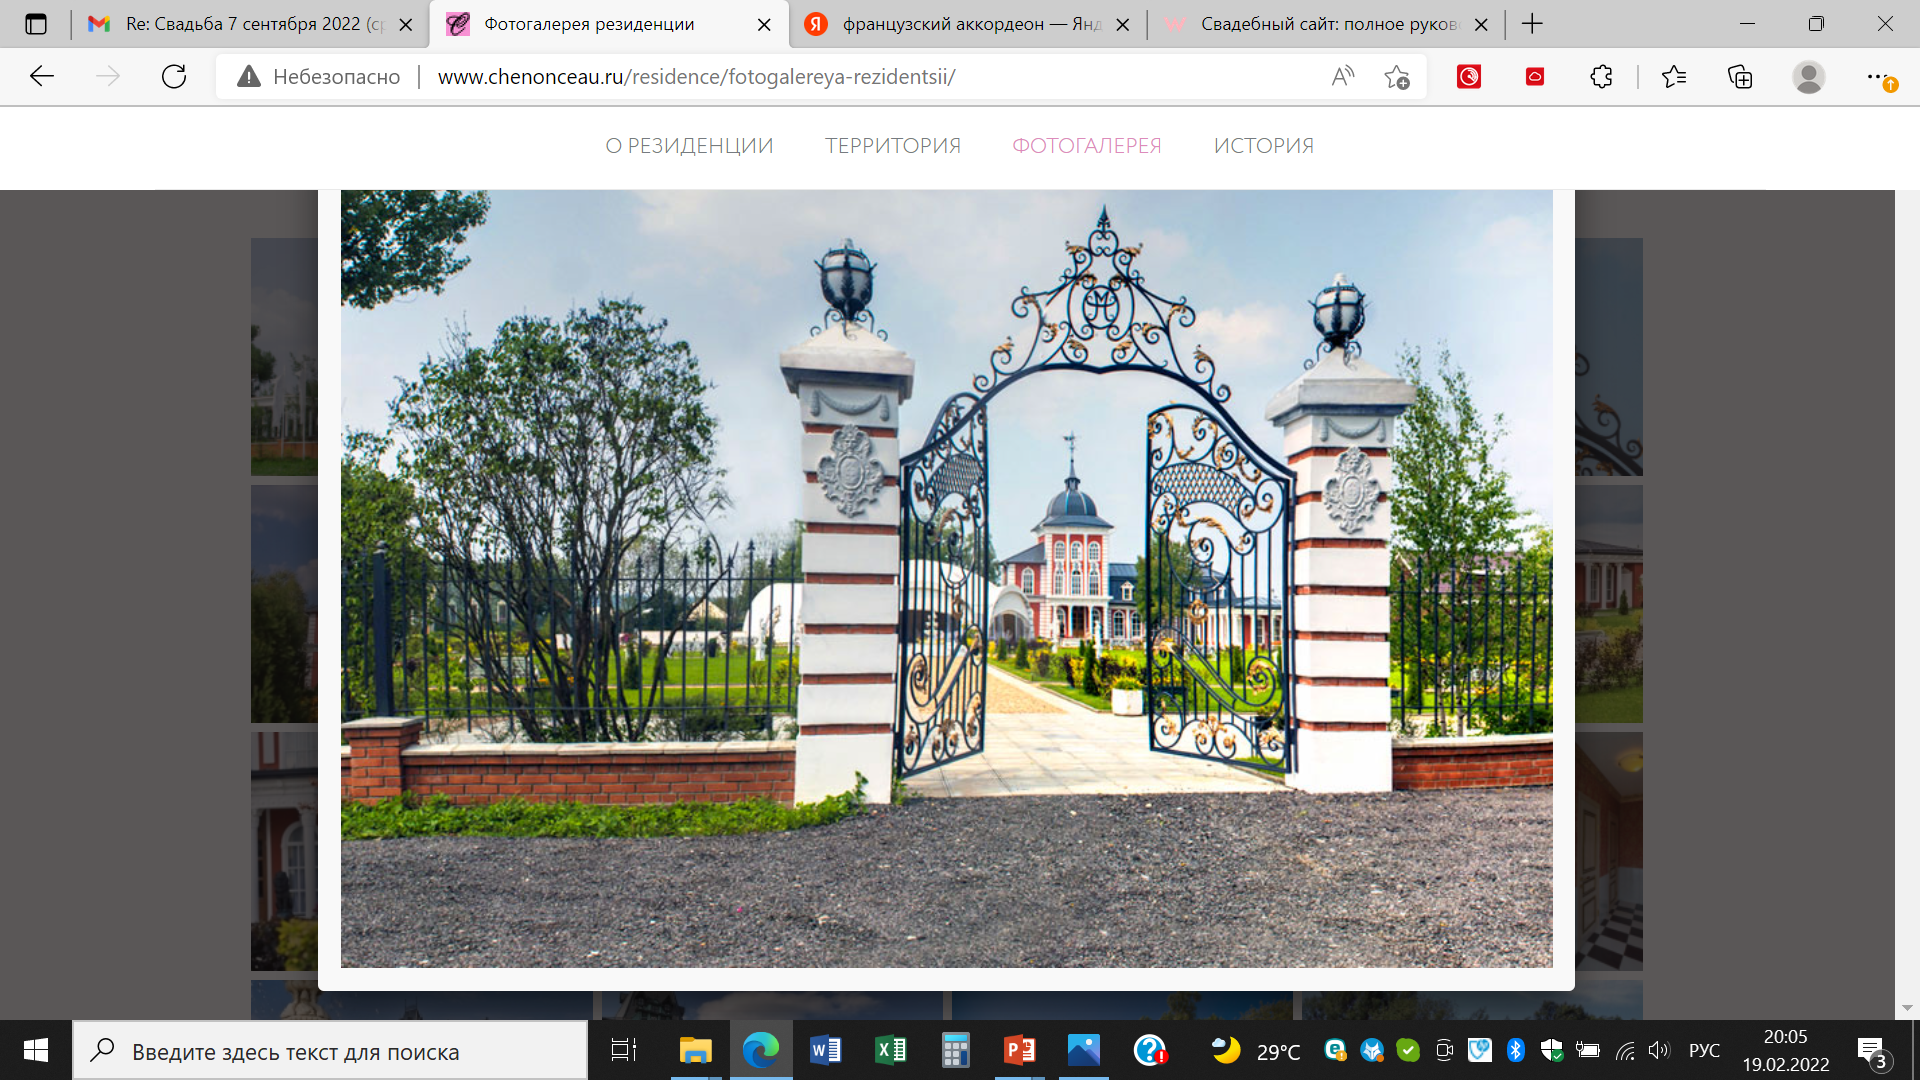 Re: Свадьба 7 сентября 2022 (ср
Фотогалерея резиденции
французский аккордеон — Янд
Свадебный сайт: полное руков
Небезопасно
www.chenonceau.ru/residence/fotogalereya-rezidentsii/
О РЕЗИДЕНЦИИ ТЕРРИТОРИЯ ФОТОГАЛЕРЕЯ ИСТОРИЯ
Введите здесь текст для поиска
29°C
РУС
20:05
19.02.2022
3